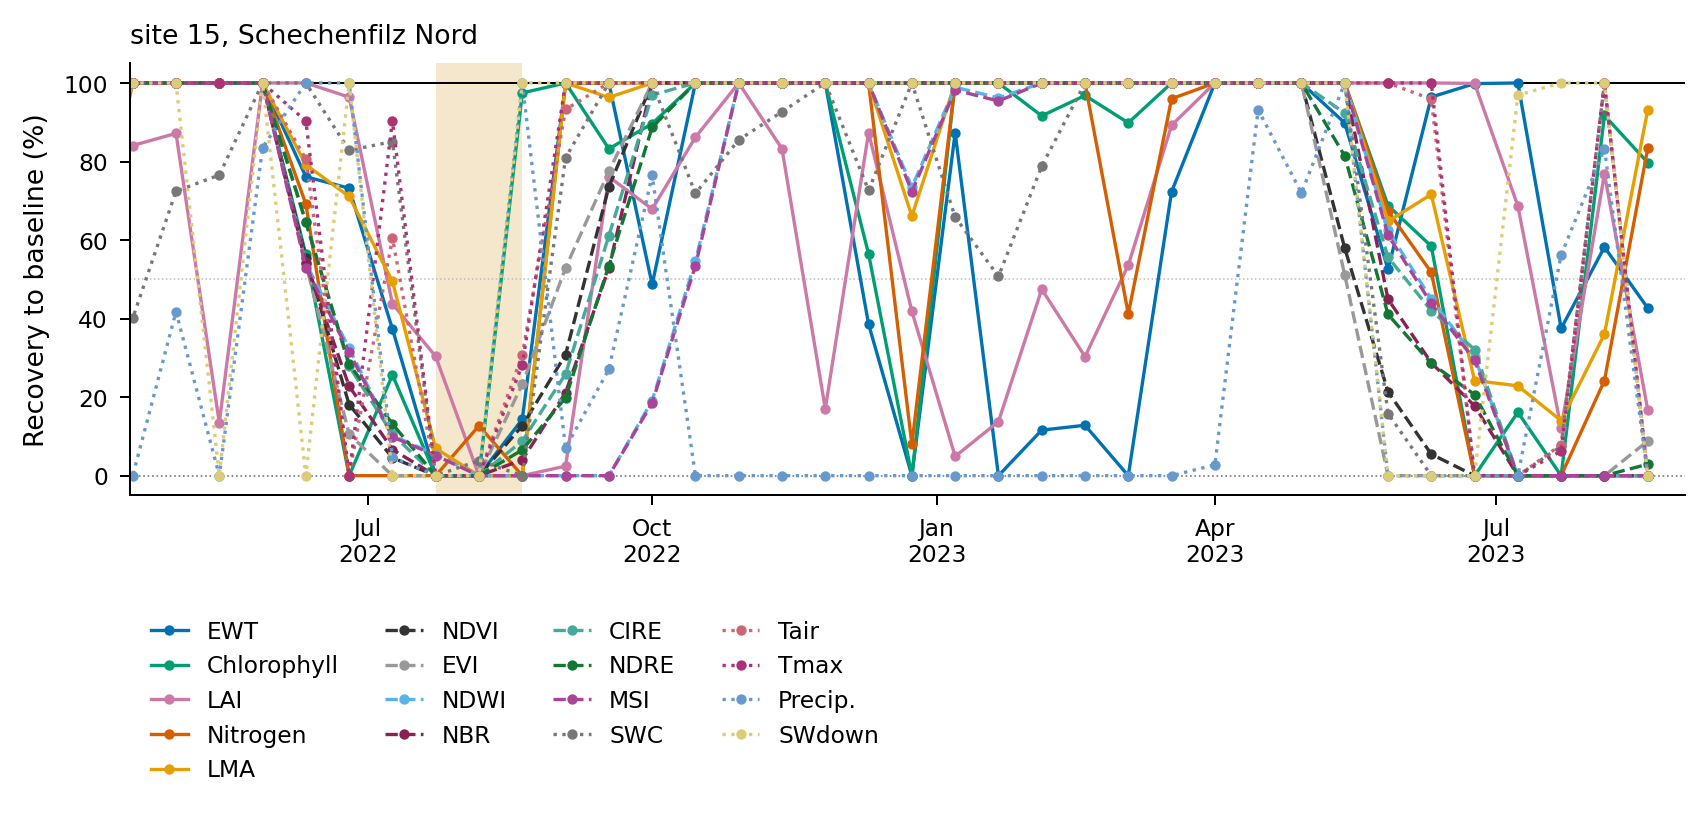 site 15, Schechenfilz Nord
Recovery to baseline (%)
100
80
60
40
20
0
Jul
2022
Oct
2022
Jan
2023
Apr
2023
Jul
2023
EWT
Chlorophyll
LAI
Nitrogen
LMA
NDVI
EVI
NDWI
NBR
CIRE
NDRE
MSI
SWC
Tair
Tmax
Precip.
SWdown